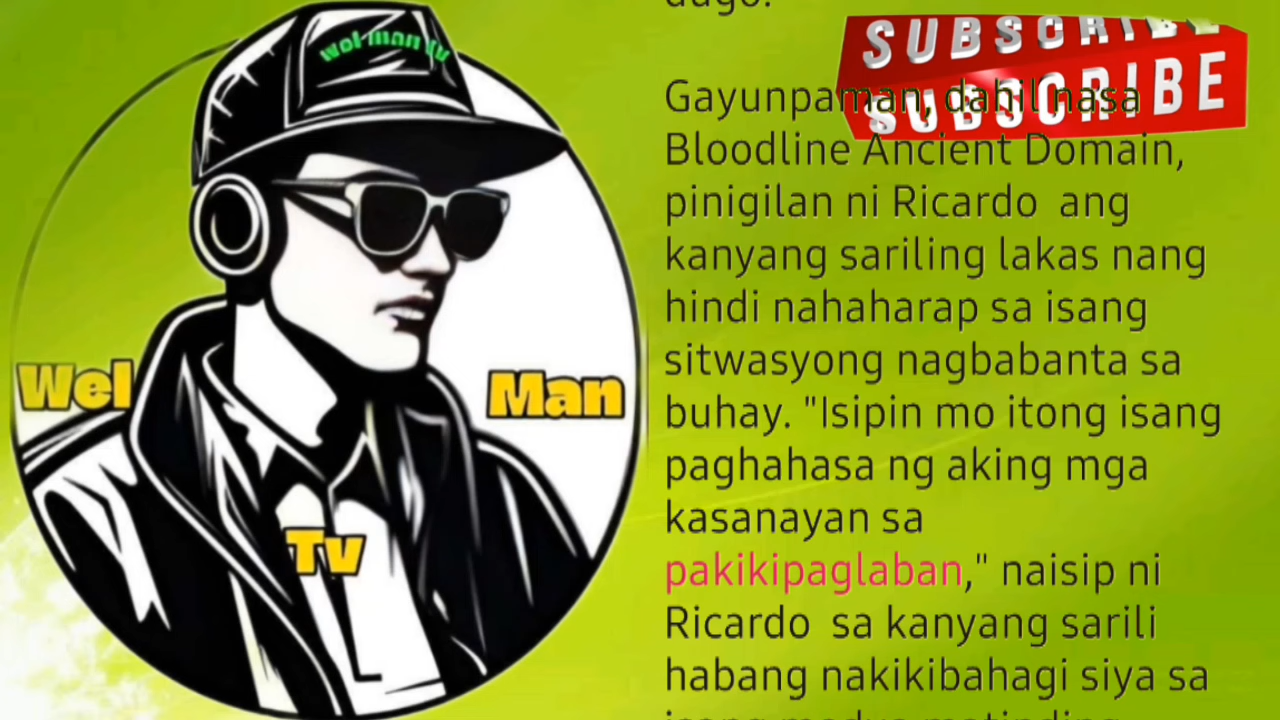 wel man tv
Wel
Man
Tv
SUBSCRIBE
SUBSCRIBE
dugo.
Gayunpaman, dahil nasa
Bloodline Ancient Domain,
pinigilan ni Ricardo ang
kanyang sariling lakas nang
hindi nahaharap sa isang
sitwasyong nagbabanta sa
buhay. "Isipin mo itong isang
paghahasa ng aking mga
kasanayan sa
pakikipaglaban," naisip ni
Ricardo sa kanyang sarili
habang nakikibahagi siya sa